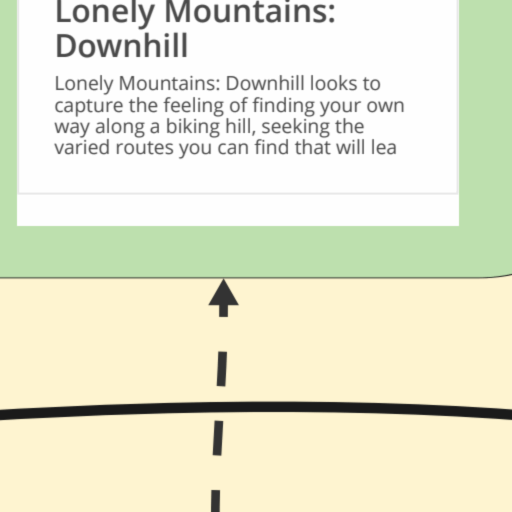 Lonely Mountains:
Downhill
Lonely Mountains: Downhill looks to
capture the feeling of finding your own
way along a biking hill, seeking the
varied routes you can find that will lea